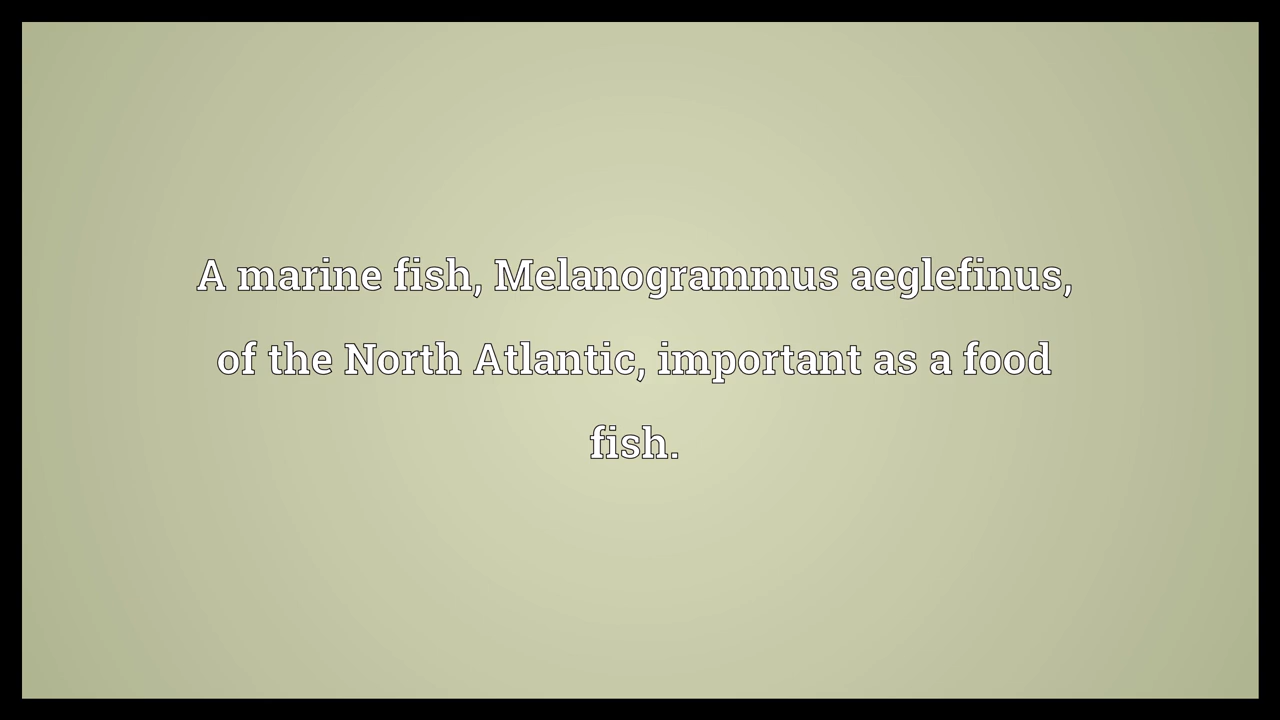 A marine fish, Melanogrammus aeglefinus,
of the North Atlantic, important as a food
fish.